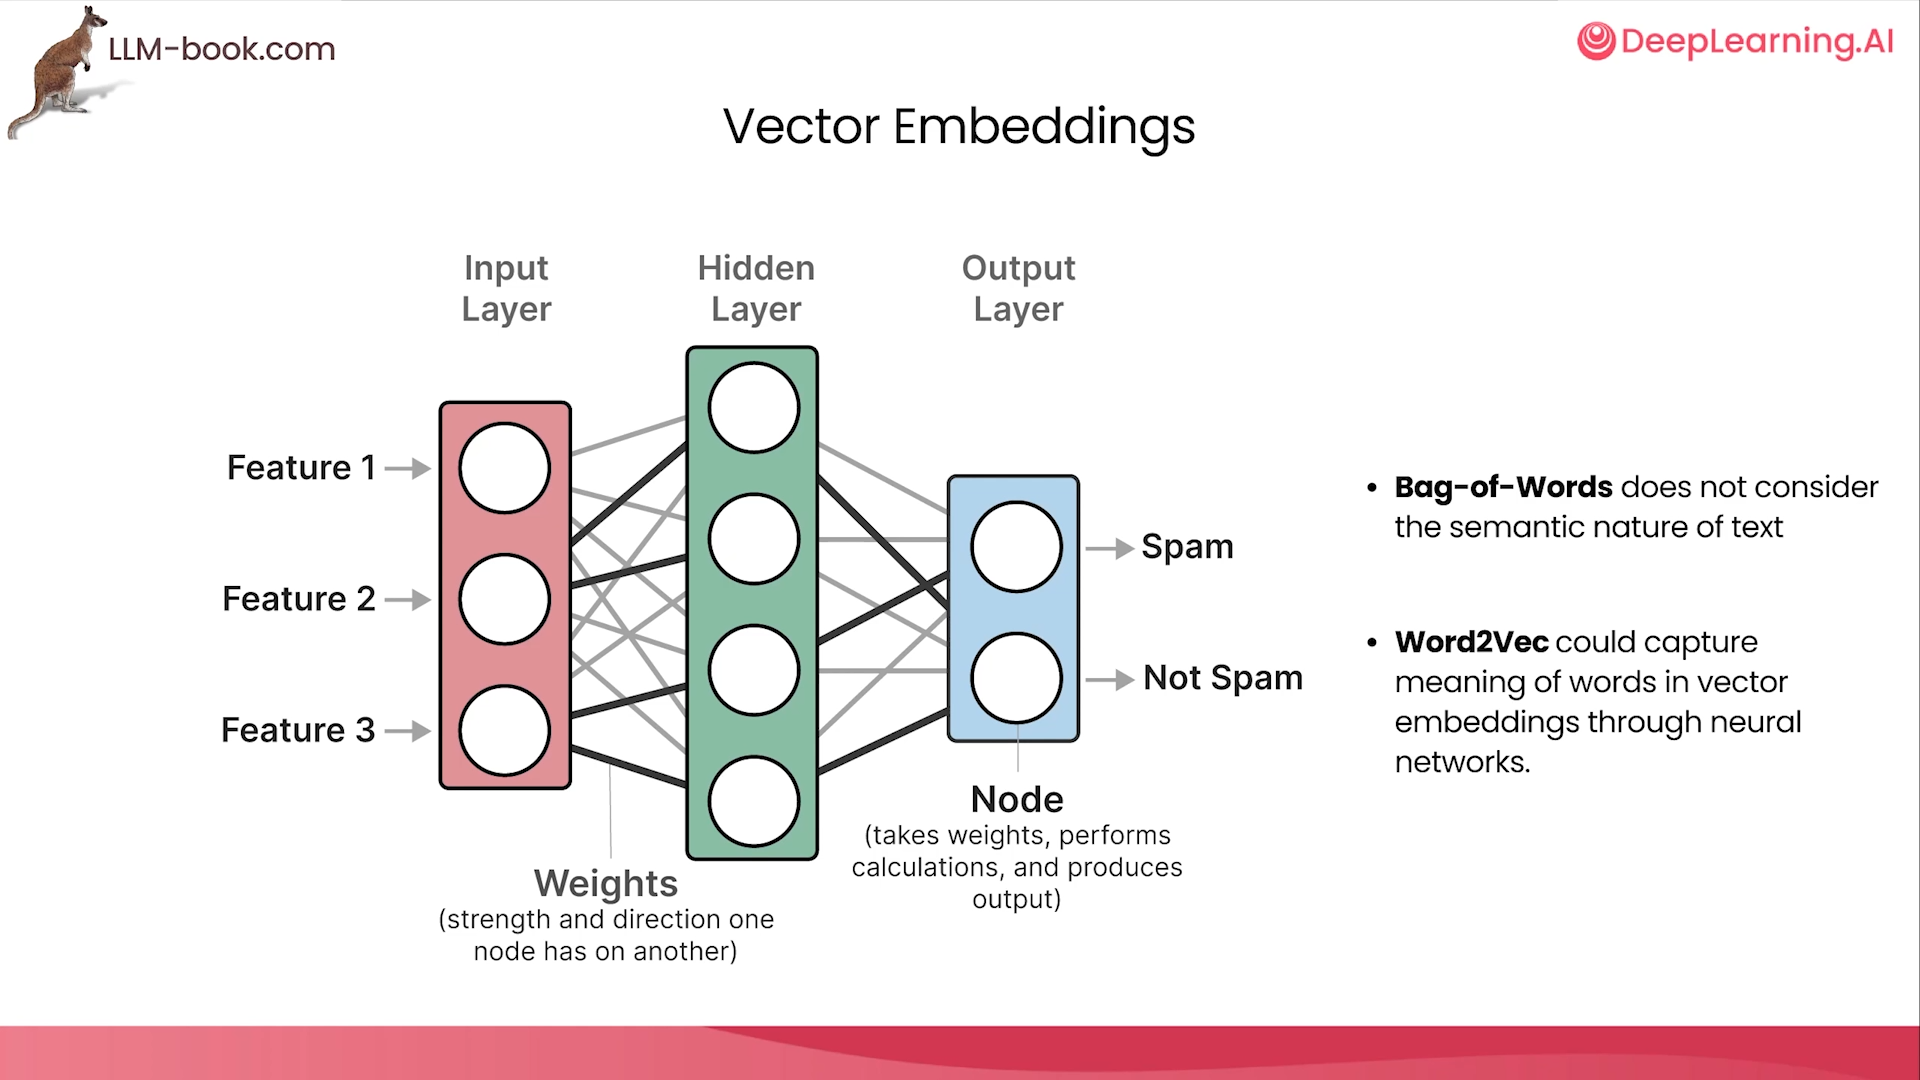 LLM-book.com
DeepLearning.AI
Vector Embeddings
Input
Layer
Hidden
Layer
Output
Layer
Feature 1
Feature 2
Feature 3
Spam
Not Spam
Node
(takes weights, performs
calculations, and produces
output)
Weights
(strength and direction one
node has on another)
• Bag-of-Words does not consider
the semantic nature of text
• Word2Vec could capture
meaning of words in vector
embeddings through neural
networks.